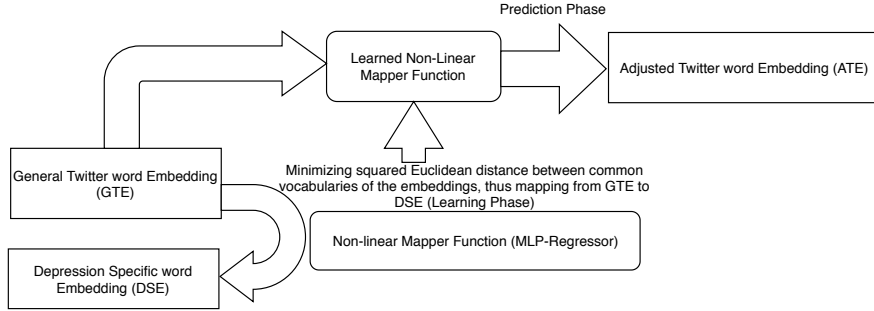 Prediction Phase
Learned Non-Linear
Mapper Function
Adjusted Twitter word Embedding (ATE)
General Twitter word Embedding
(GTE)
Minimizing squared Euclidean distance between common
vocabularies of the embeddings, thus mapping from GTE to
DSE (Learning Phase)
Non-linear Mapper Function (MLP-Regressor)
Depression Specific word
Embedding (DSE)